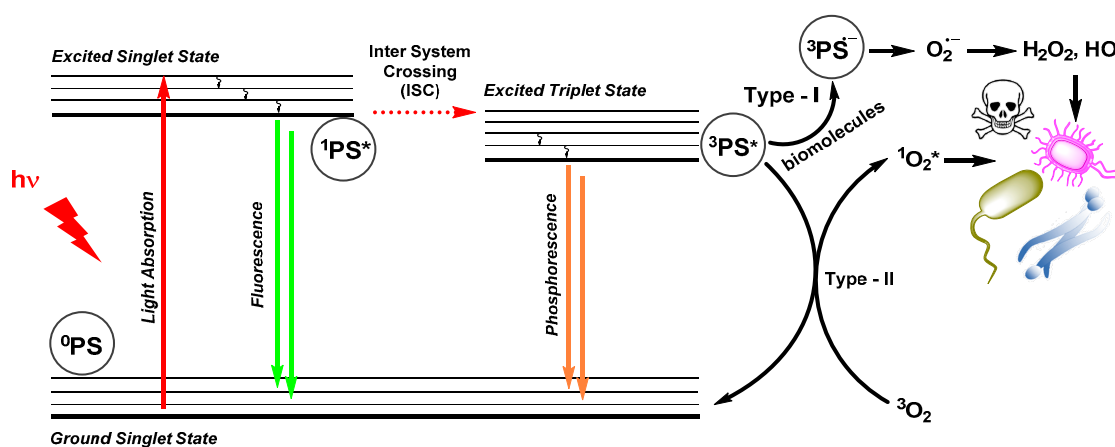 Excited Singlet State
Inter System
Crossing
(ISC)
Excited Triplet State
³PS•⁻
O₂•⁻
H₂O₂, HO
Type - I
biomolecules
¹PS*
³PS*
¹O₂*
hν
Light Absorption
Fluorescence
Phosphorescence
Type - II
⁰PS
³O₂
Ground Singlet State